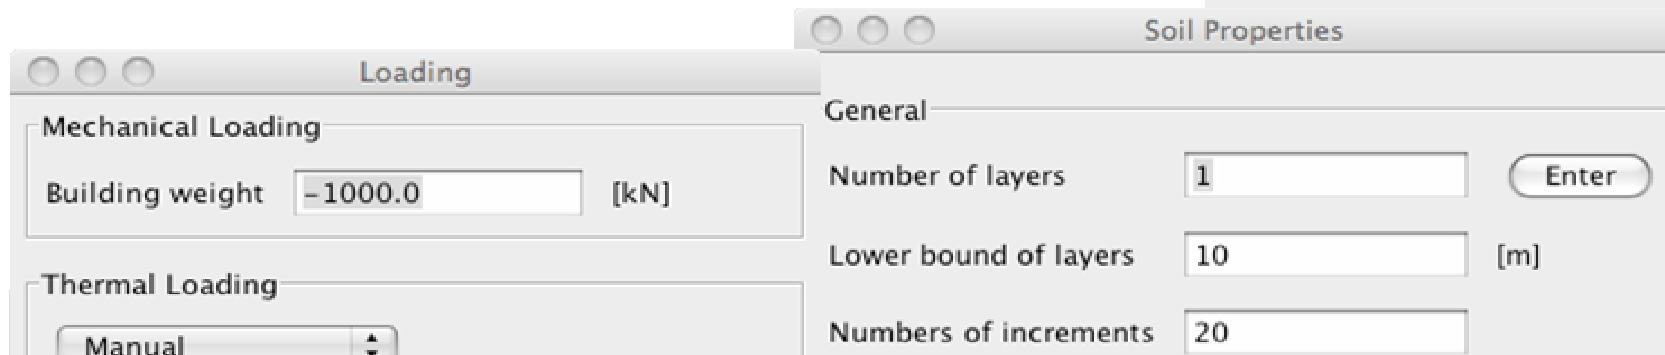 Loading
Mechanical Loading
Building weight -1000.0 [kN]
Thermal Loading
Manual
Soil Properties
General
Number of layers 1 Enter
Lower bound of layers 10 [m]
Numbers of increments 20